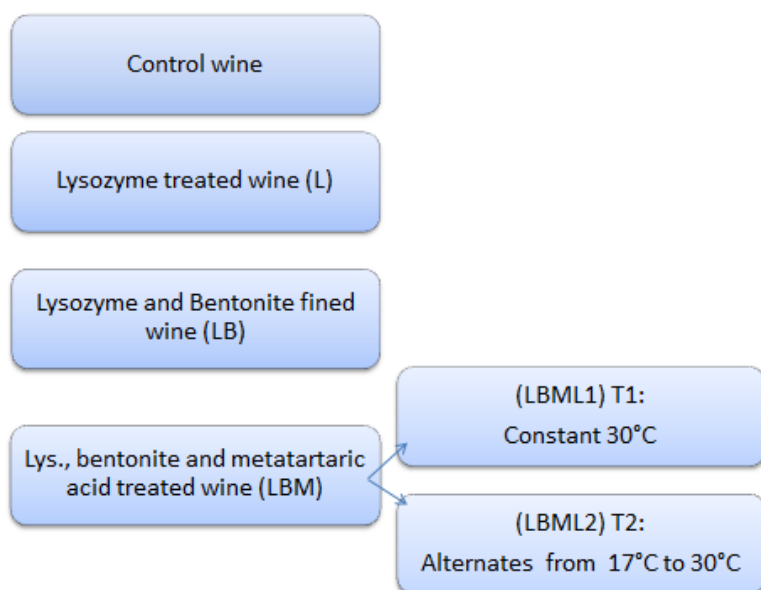 Control wine
Lysozyme treated wine (L)
Lysozyme and Bentonite fined
wine (LB)
Lys., bentonite and metatartaric
acid treated wine (LBM)
(LBML1) T1:
Constant 30°C
(LBML2) T2:
Alternates from 17°C to 30°C